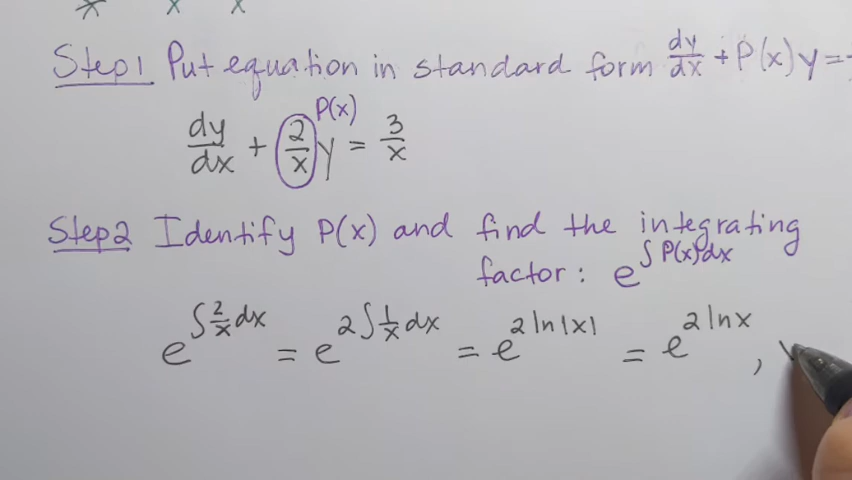 x x x
Step1 Put equation in standard form dy/dx + P(x)y =
P(x)
dy/dx + 2/x y = 3/x
Step2 Identify P(x) and find the integrating
factor: e^∫P(x)dx
e^∫2/x dx = e^2∫1/x dx = e^2ln|x| = e^2lnx ,